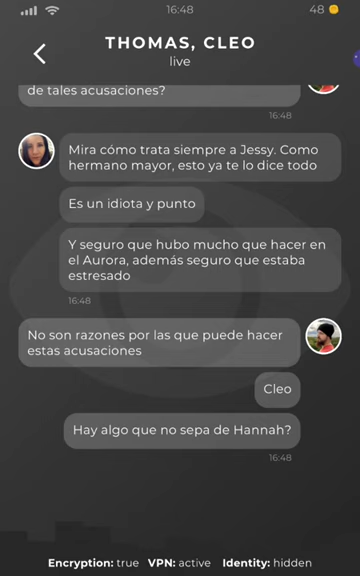 16:48
48
THOMAS, CLEO
live
de tales acusaciones?
16:48
Mira cómo trata siempre a Jessy. Como
hermano mayor, esto ya te lo dice todo
Es un idiota y punto
Y seguro que hubo mucho que hacer en
el Aurora, además seguro que estaba
estresado
16:48
No son razones por las que puede hacer
estas acusaciones
Cleo
Hay algo que no sepa de Hannah?
16:48
Encryption: true VPN: active Identity: hidden